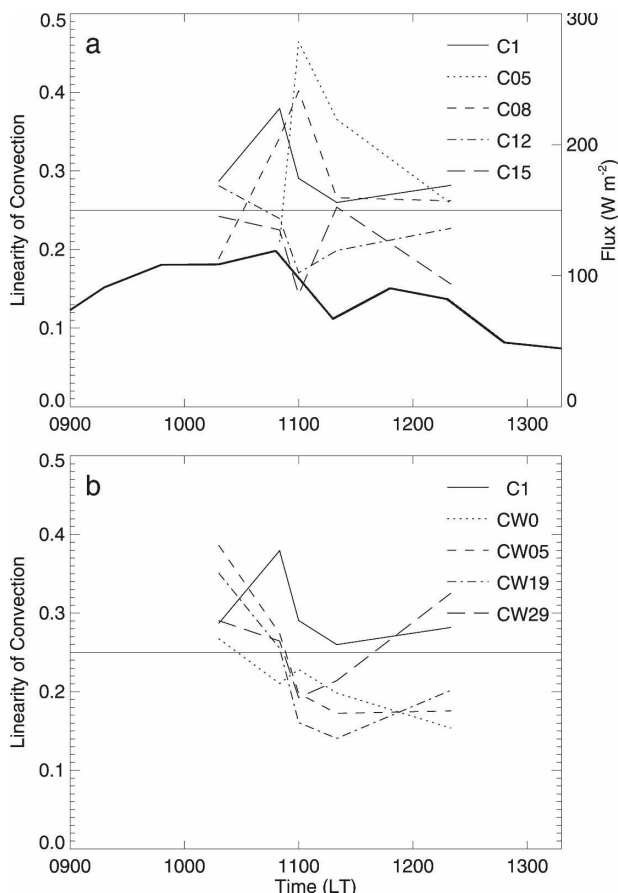 a
0.5
0.4
0.3
0.2
0.1
0.0
Linearity of Convection
C1
C05
C08
C12
C15
300
200
100
0
Flux (W m⁻²)
0900 1000 1100 1200 1300
b
0.5
0.4
0.3
0.2
0.1
0.0
Linearity of Convection
C1
CW0
CW05
CW19
CW29
0900 1000 1100 1200 1300
Time (LT)